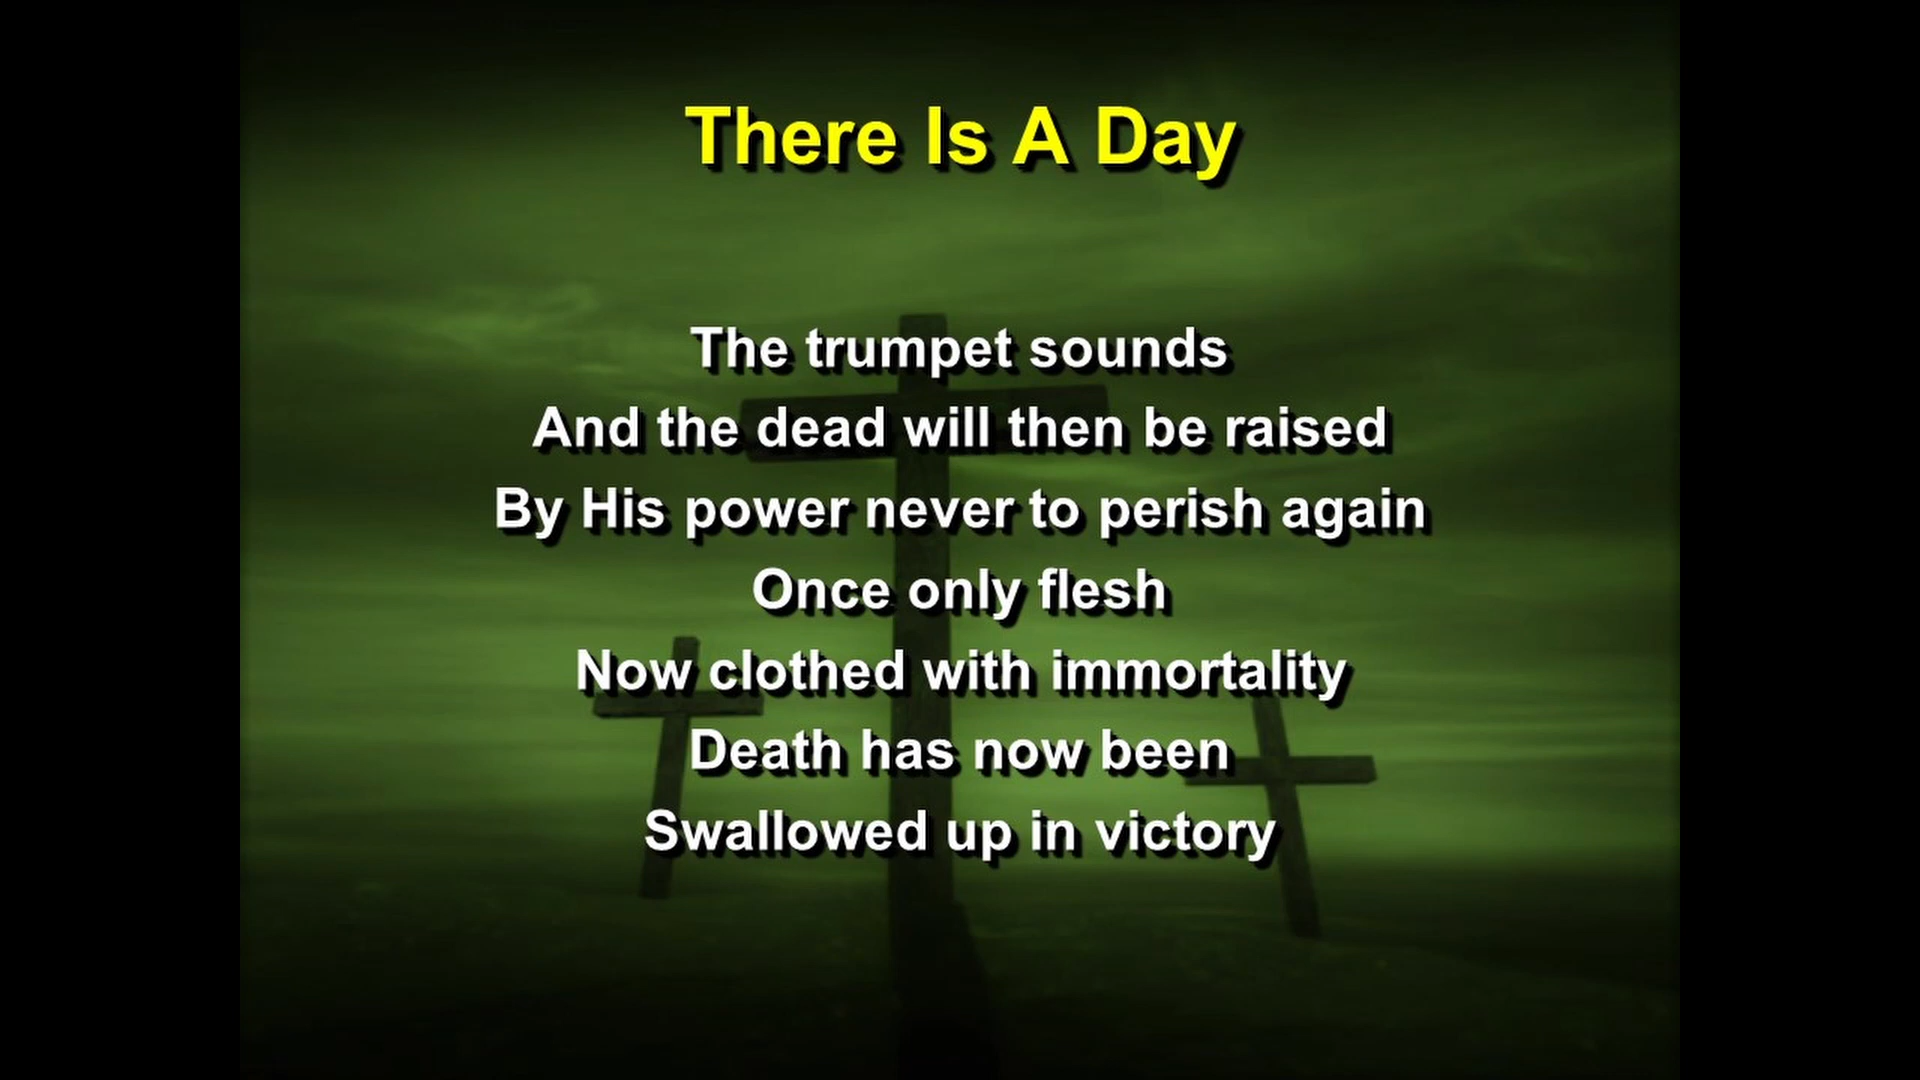 There Is A Day
The trumpet sounds
And the dead will then be raised
By His power never to perish again
Once only flesh
Now clothed with immortality
Death has now been
Swallowed up in victory